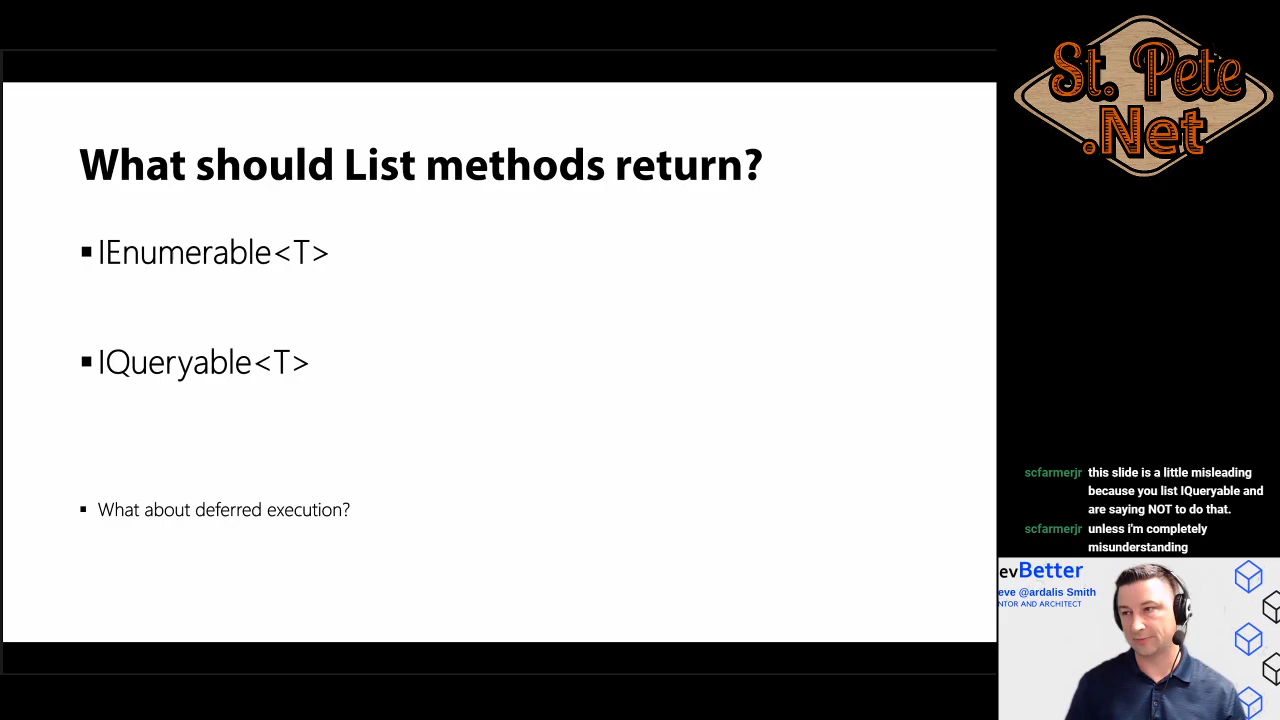 What should List methods return?
▪ IEnumerable<T>
▪ IQueryable<T>
▪ What about deferred execution?
St. Pete
.Net
scfarmerjr this slide is a little misleading
because you list IQueryable and
are saying NOT to do that.
scfarmerjr unless i'm completely
misunderstanding
evBetter
eve @ardalis Smith
NTOR AND ARCHITECT